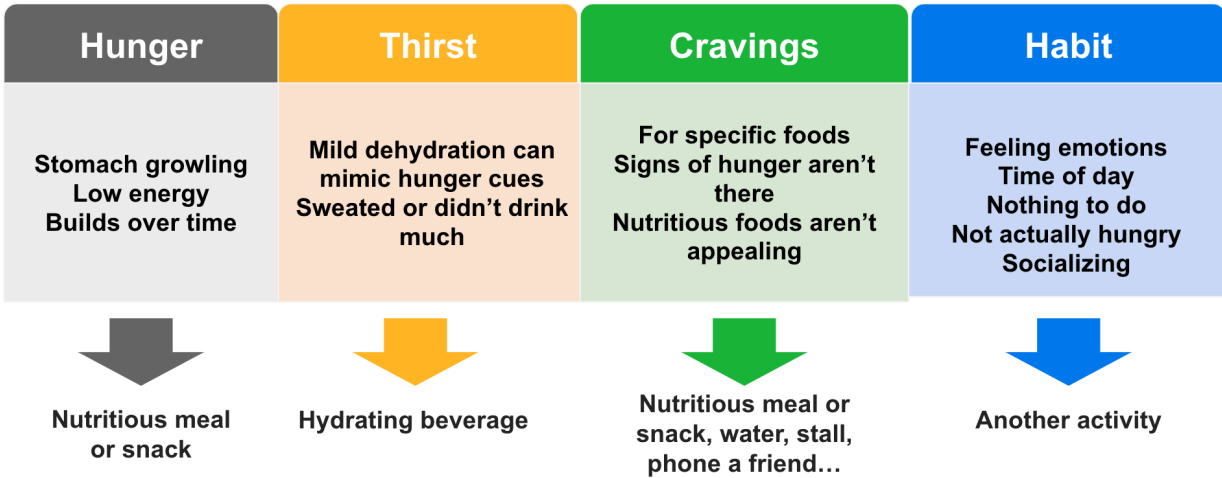 Hunger
Thirst
Cravings
Habit
Stomach growling
Low energy
Builds over time
Mild dehydration can
mimic hunger cues
Sweated or didn’t drink
much
For specific foods
Signs of hunger aren’t
there
Nutritious foods aren’t
appealing
Feeling emotions
Time of day
Nothing to do
Not actually hungry
Socializing
Nutritious meal
or snack
Hydrating beverage
Nutritious meal or
snack, water, stall,
phone a friend…
Another activity